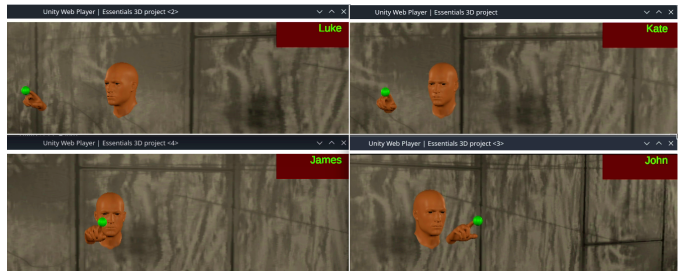 Unity Web Player | Essentials 3D project <2>
Luke
Unity Web Player | Essentials 3D project
Kate
Unity Web Player | Essentials 3D project <4>
James
Unity Web Player | Essentials 3D project <3>
John